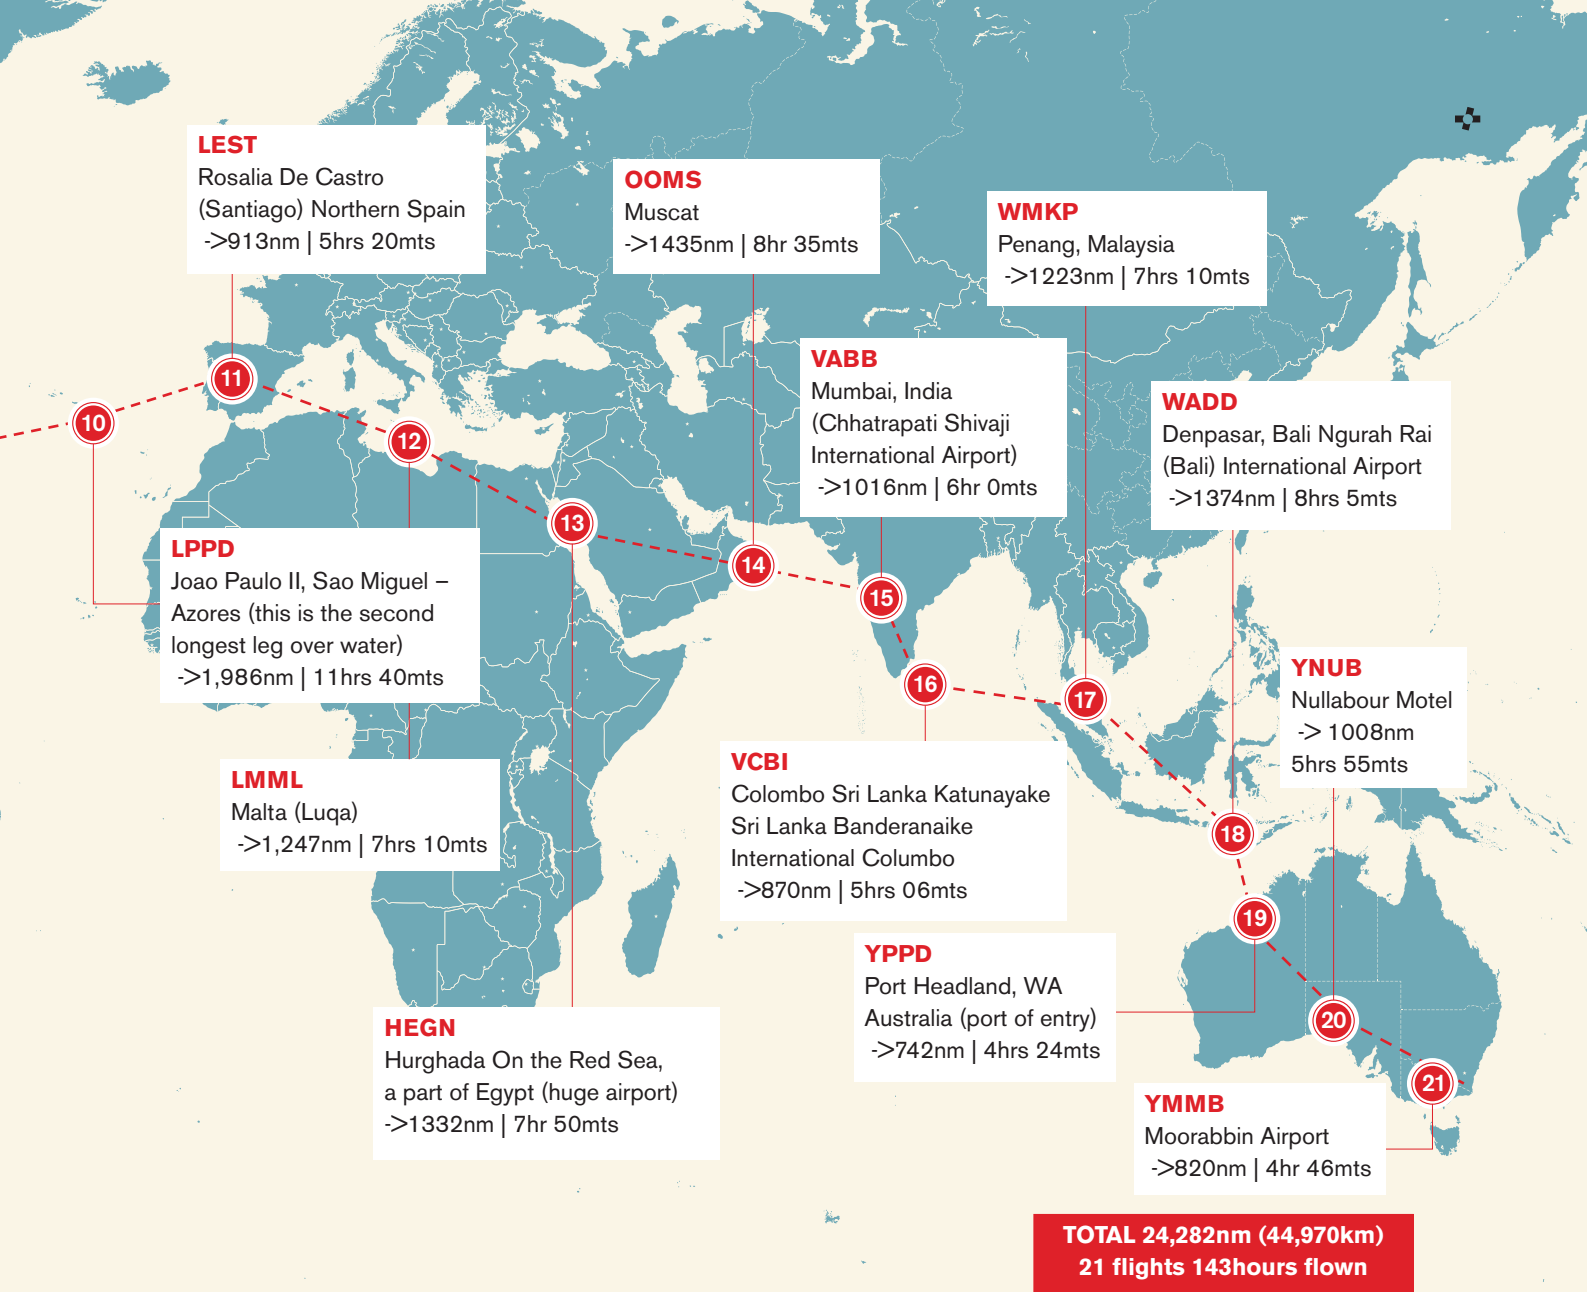 LEST
Rosalia De Castro
(Santiago) Northern Spain
->913nm | 5hrs 20mts
OOMS
Muscat
->1435nm | 8hr 35mts
WMKP
Penang, Malaysia
->1223nm | 7hrs 10mts
VABB
Mumbai, India
(Chhatrapati Shivaji
International Airport)
->1016nm | 6hr 0mts
WADD
Denpasar, Bali Ngurah Rai
(Bali) International Airport
->1374nm | 8hrs 5mts
11
10
12
13
14
15
16
17
18
19
20
21
LPPD
Joao Paulo II, Sao Miguel –
Azores (this is the second
longest leg over water)
->1,986nm | 11hrs 40mts
YNUB
Nullabour Motel
-> 1008nm
5hrs 55mts
LMML
Malta (Luqa)
->1,247nm | 7hrs 10mts
VCBI
Colombo Sri Lanka Katunayake
Sri Lanka Banderanaike
International Columbo
->870nm | 5hrs 06mts
YPPD
Port Headland, WA
Australia (port of entry)
->742nm | 4hrs 24mts
HEGN
Hurghada On the Red Sea,
a part of Egypt (huge airport)
->1332nm | 7hr 50mts
YMMB
Moorabbin Airport
->820nm | 4hr 46mts
TOTAL 24,282nm (44,970km)
21 flights 143hours flown